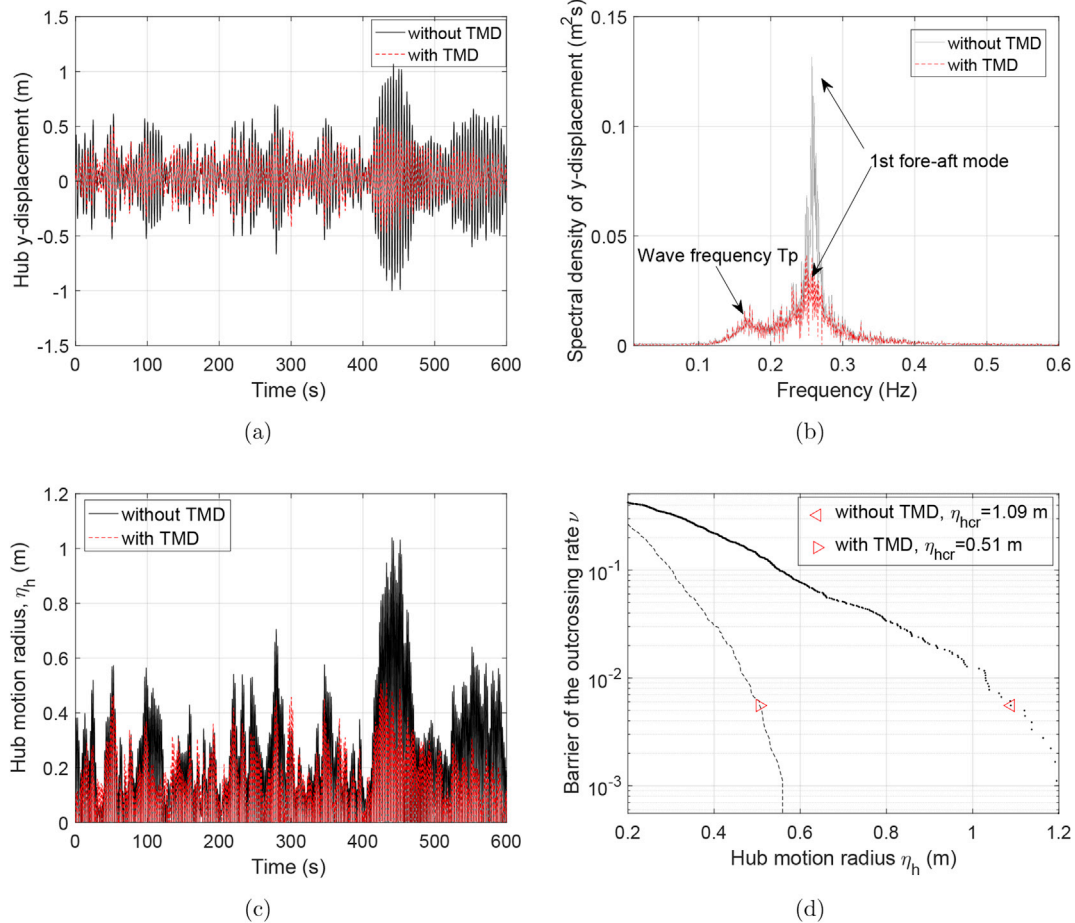 1.5
1
0.5
0
-0.5
-1
-1.5
Hub y-displacement (m)
without TMD
with TMD
0 100 200 300 400 500 600
Time (s)
(a)
0.15
0.1
0.05
0
Spectral density of y-displacement (m²s)
without TMD
with TMD
1st fore-aft mode
Wave frequency Tp
0.1 0.2 0.3 0.4 0.5 0.6
Frequency (Hz)
(b)
1.2
1
0.8
0.6
0.4
0.2
0
Hub motion radius, ηh (m)
without TMD
with TMD
0 100 200 300 400 500 600
Time (s)
(c)
10-1
10-2
10-3
Barrier of the outcrossing rate ν
without TMD, ηhcr=1.09 m
with TMD, ηhcr=0.51 m
0.2 0.4 0.6 0.8 1 1.2
Hub motion radius ηh (m)
(d)